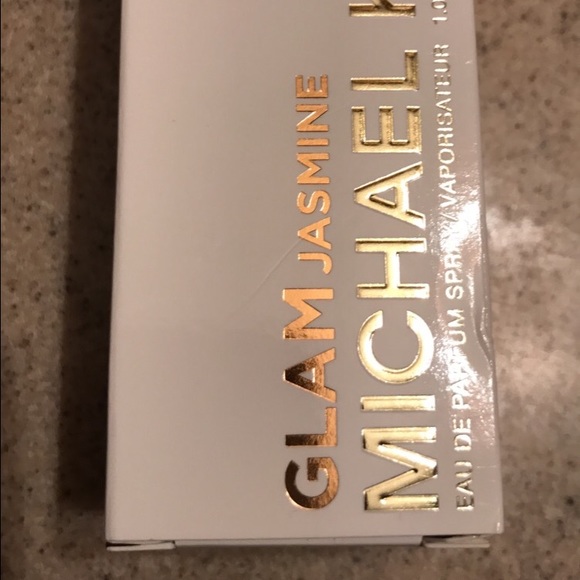 GLAM JASMINE
MICHAEL K
EAU DE PARFUM SPRAY/VAPORISATEUR 1.0